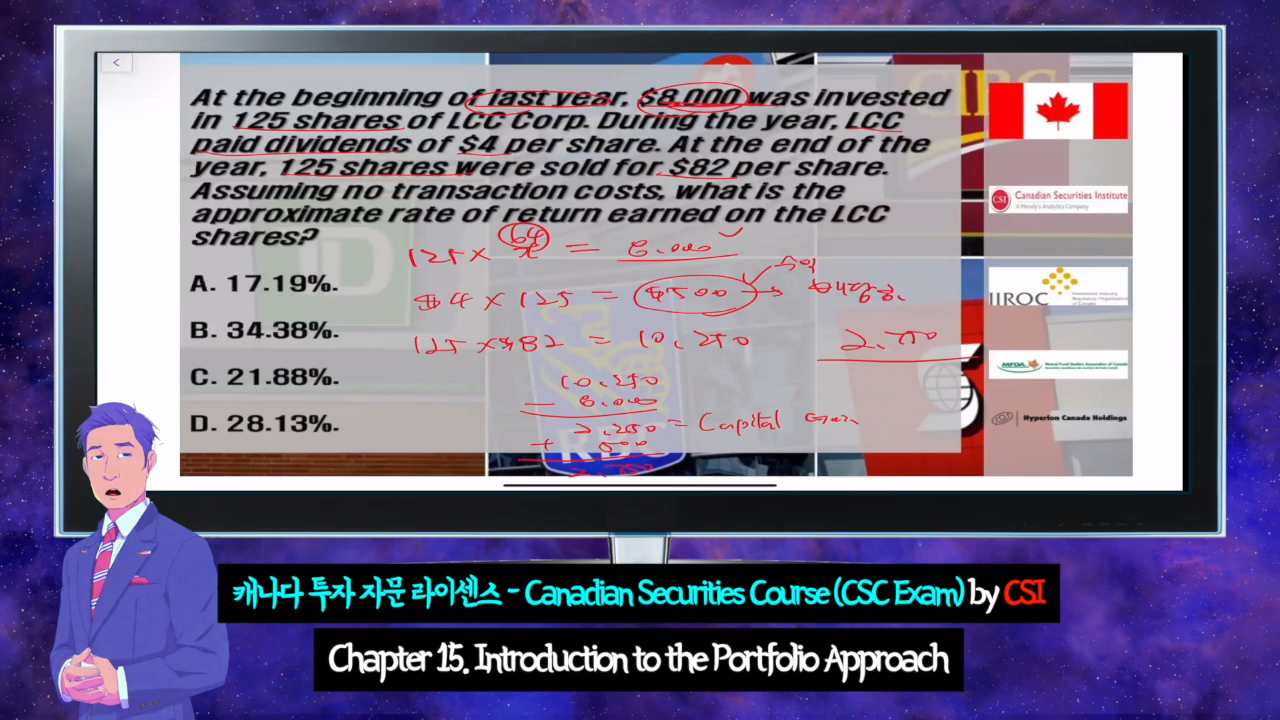 <
At the beginning of last year, $8,000 was invested
in 125 shares of LCC Corp. During the year, LCC
paid dividends of $4 per share. At the end of the
year, 125 shares were sold for $82 per share.
Assuming no transaction costs, what is the
approximate rate of return earned on the LCC
shares?
A. 17.19%.
B. 34.38%.
C. 21.88%.
D. 28.13%.
64
125 × x = 8.000
$4 × 125 = $500
125 × $82 = 10,250
2.750
10,250
- 8.000
2,250 = Capital Gain
+ 500
2.750
CIBC
RBC
CSI Canadian Securities Institute
A Moody's Analytics Company
IIROC
MFDA
Hyperion Canada Holdings
캐나다 투자 자문 라이센스 - Canadian Securities Course (CSC Exam) by CSI
Chapter 15. Introduction to the Portfolio Approach